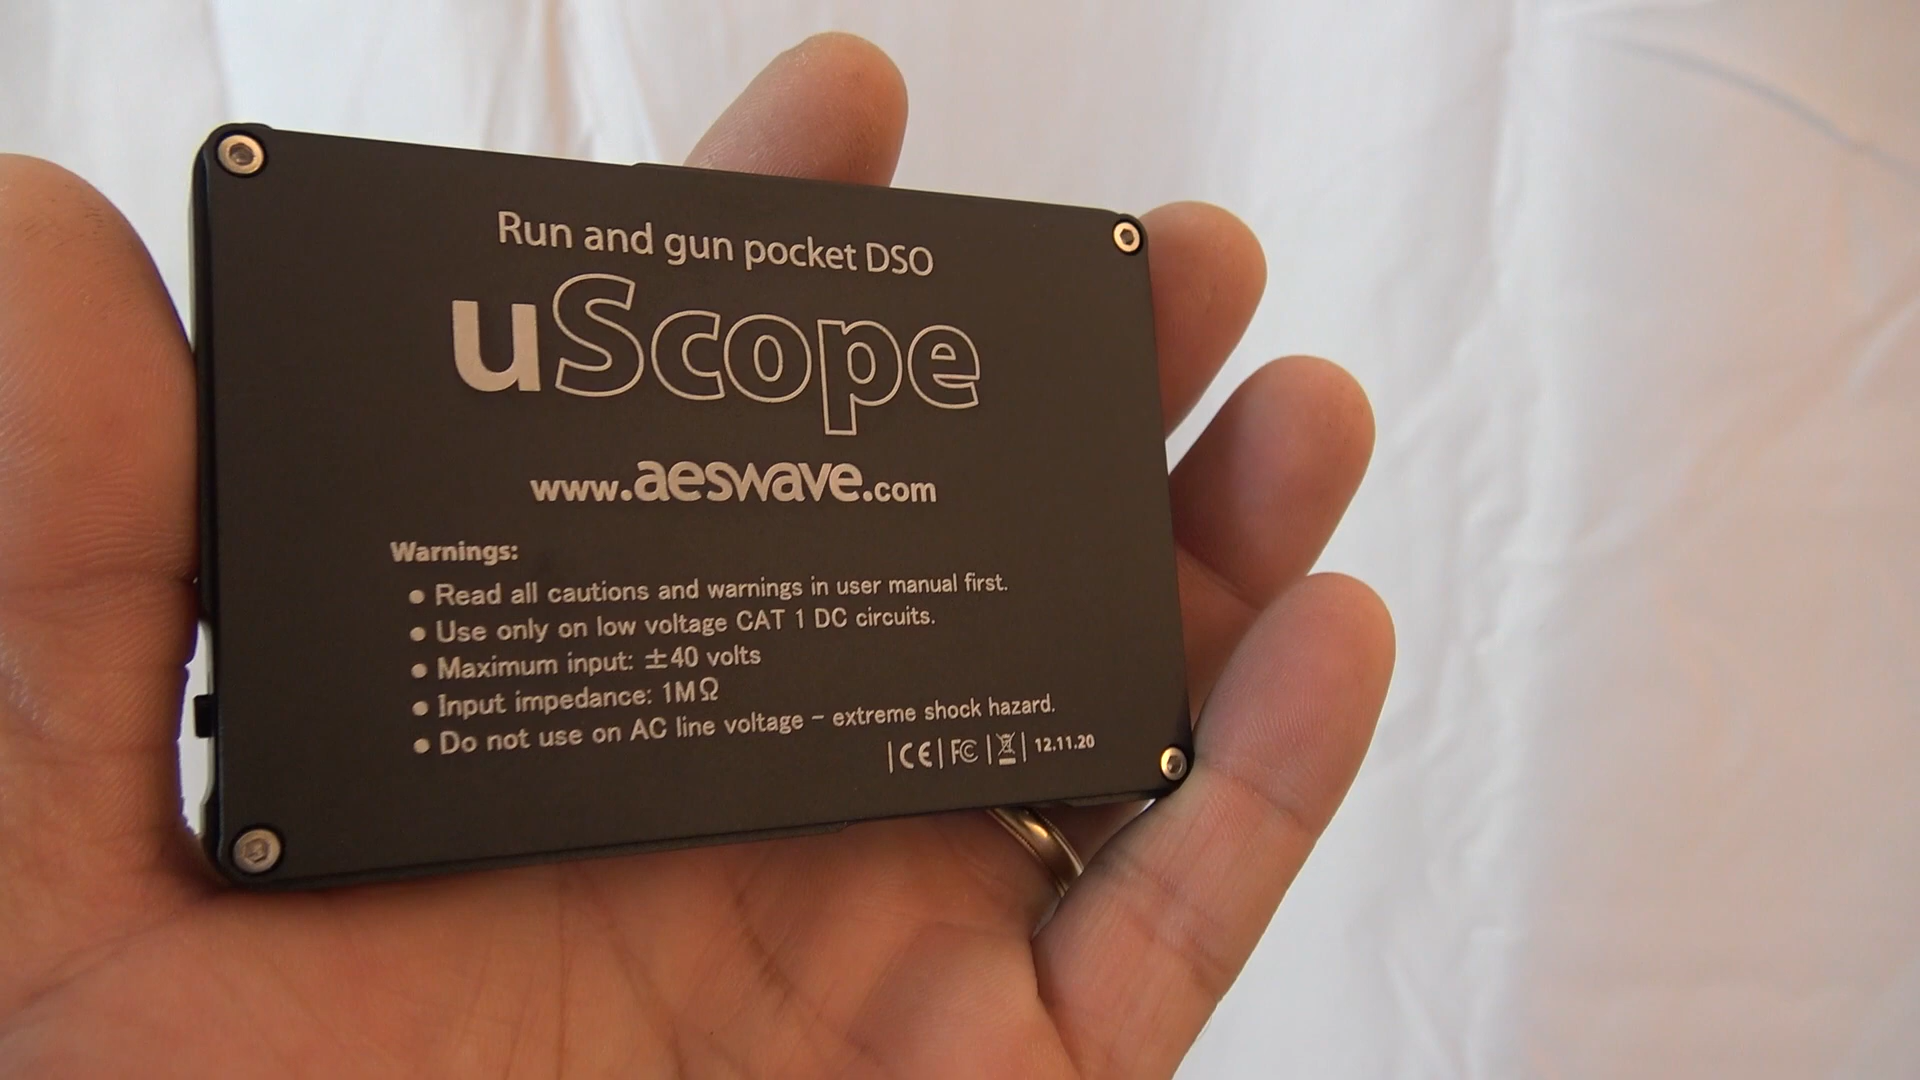 Run and gun pocket DSO
uScope
www.aeswave.com
Warnings:
● Read all cautions and warnings in user manual first.
● Use only on low voltage CAT 1 DC circuits.
● Maximum input: ±40 volts
● Input impedance: 1MΩ
● Do not use on AC line voltage - extreme shock hazard.
|CE|FC| | 12.11.20